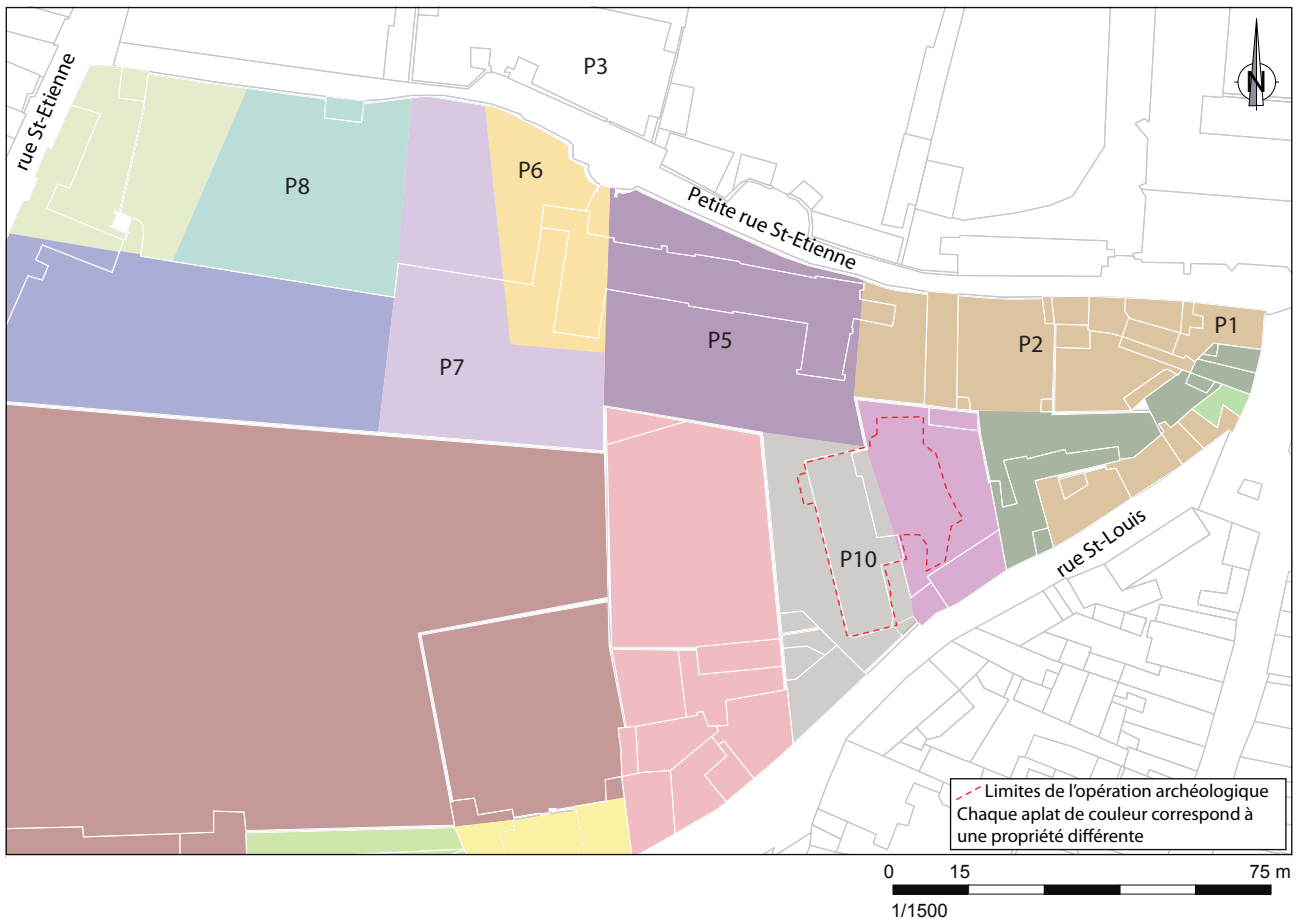 P3
N
rue St-Etienne
P8
P6
Petite rue St-Etienne
P5
P7
P2
P1
P10
rue St-Louis
Limites de l'opération archéologique
Chaque aplat de couleur correspond à
une propriété différente
0 15 75 m
1/1500